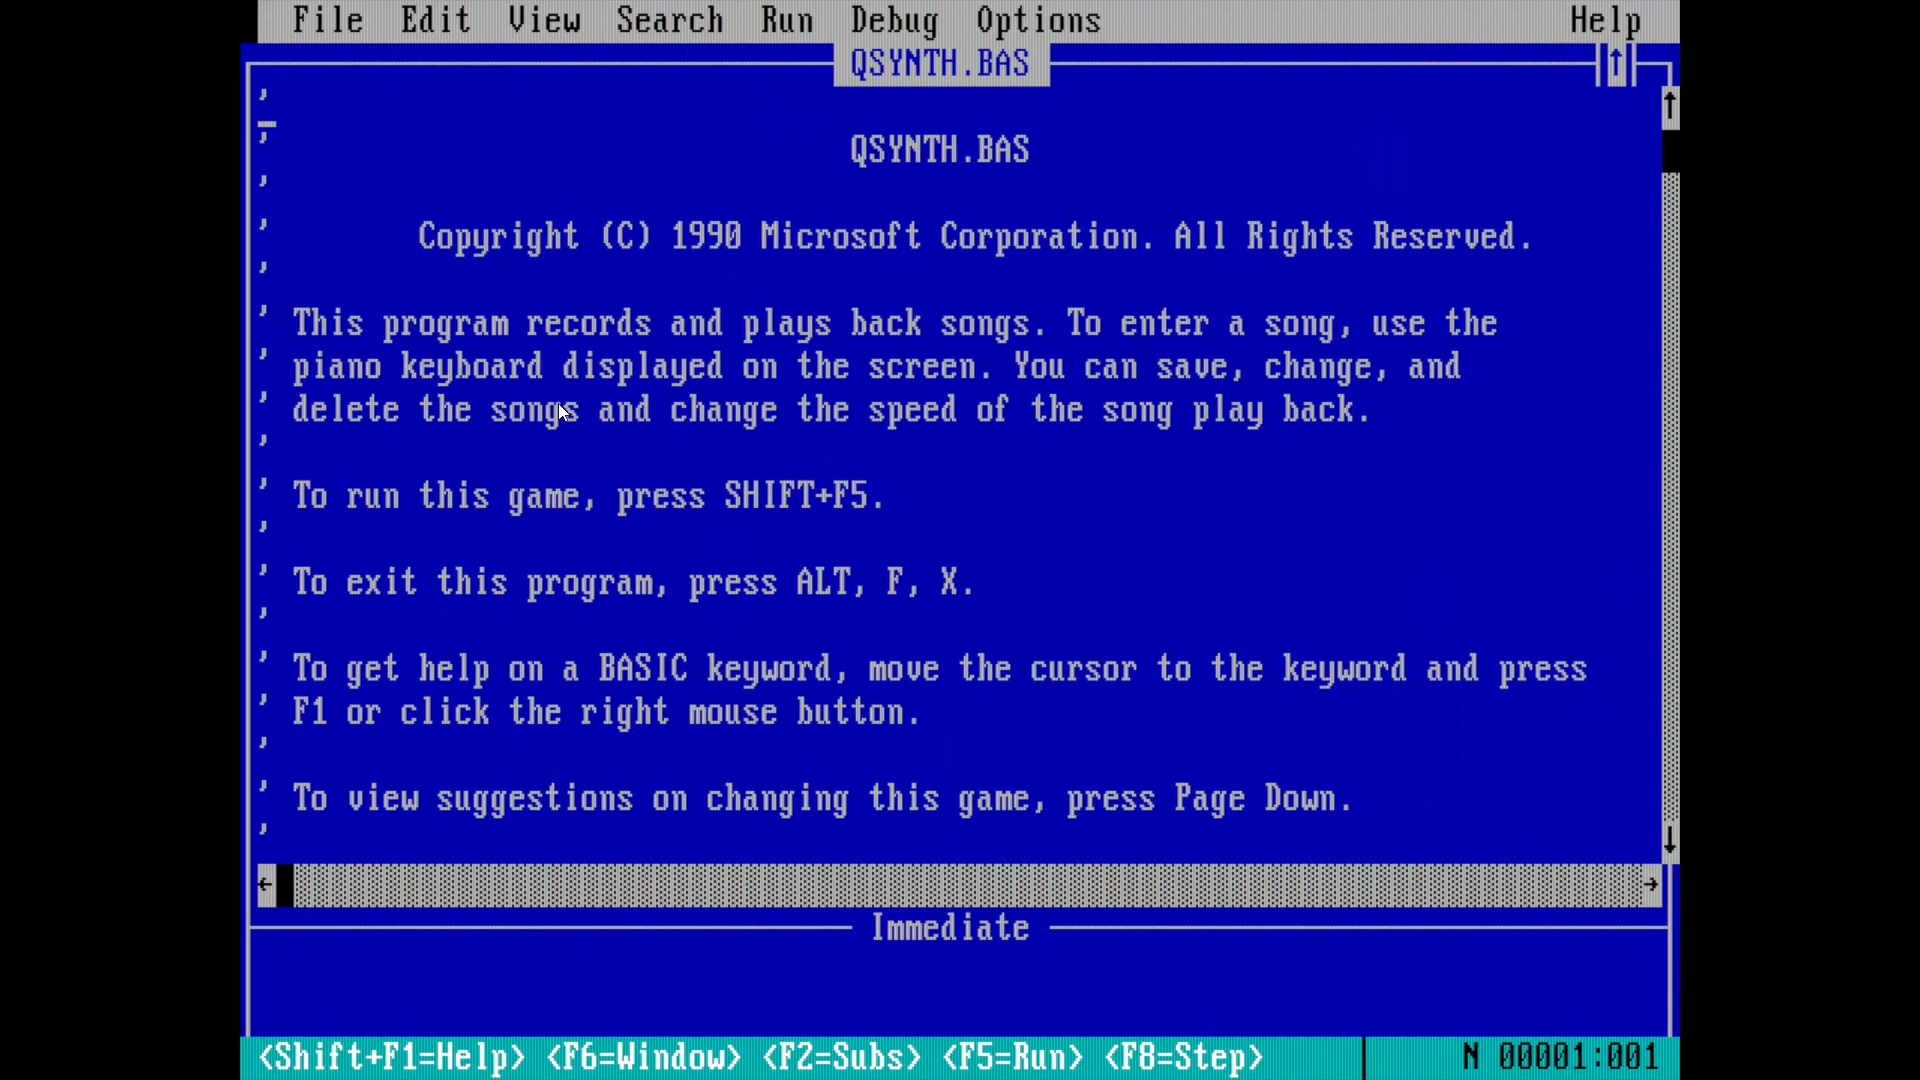 File Edit View Search Run Debug Options Help
QSYNTH.BAS ↑
' ↑
'
' QSYNTH.BAS
'
' Copyright (C) 1990 Microsoft Corporation. All Rights Reserved.
'
' This program records and plays back songs. To enter a song, use the
' piano keyboard displayed on the screen. You can save, change, and
' delete the songs and change the speed of the song play back.
'
' To run this game, press SHIFT+F5.
'
' To exit this program, press ALT, F, X.
'
' To get help on a BASIC keyword, move the cursor to the keyword and press
' F1 or click the right mouse button.
'
' To view suggestions on changing this game, press Page Down.
' ↓
← →
Immediate
<Shift+F1=Help> <F6=Window> <F2=Subs> <F5=Run> <F8=Step> N 00001:001